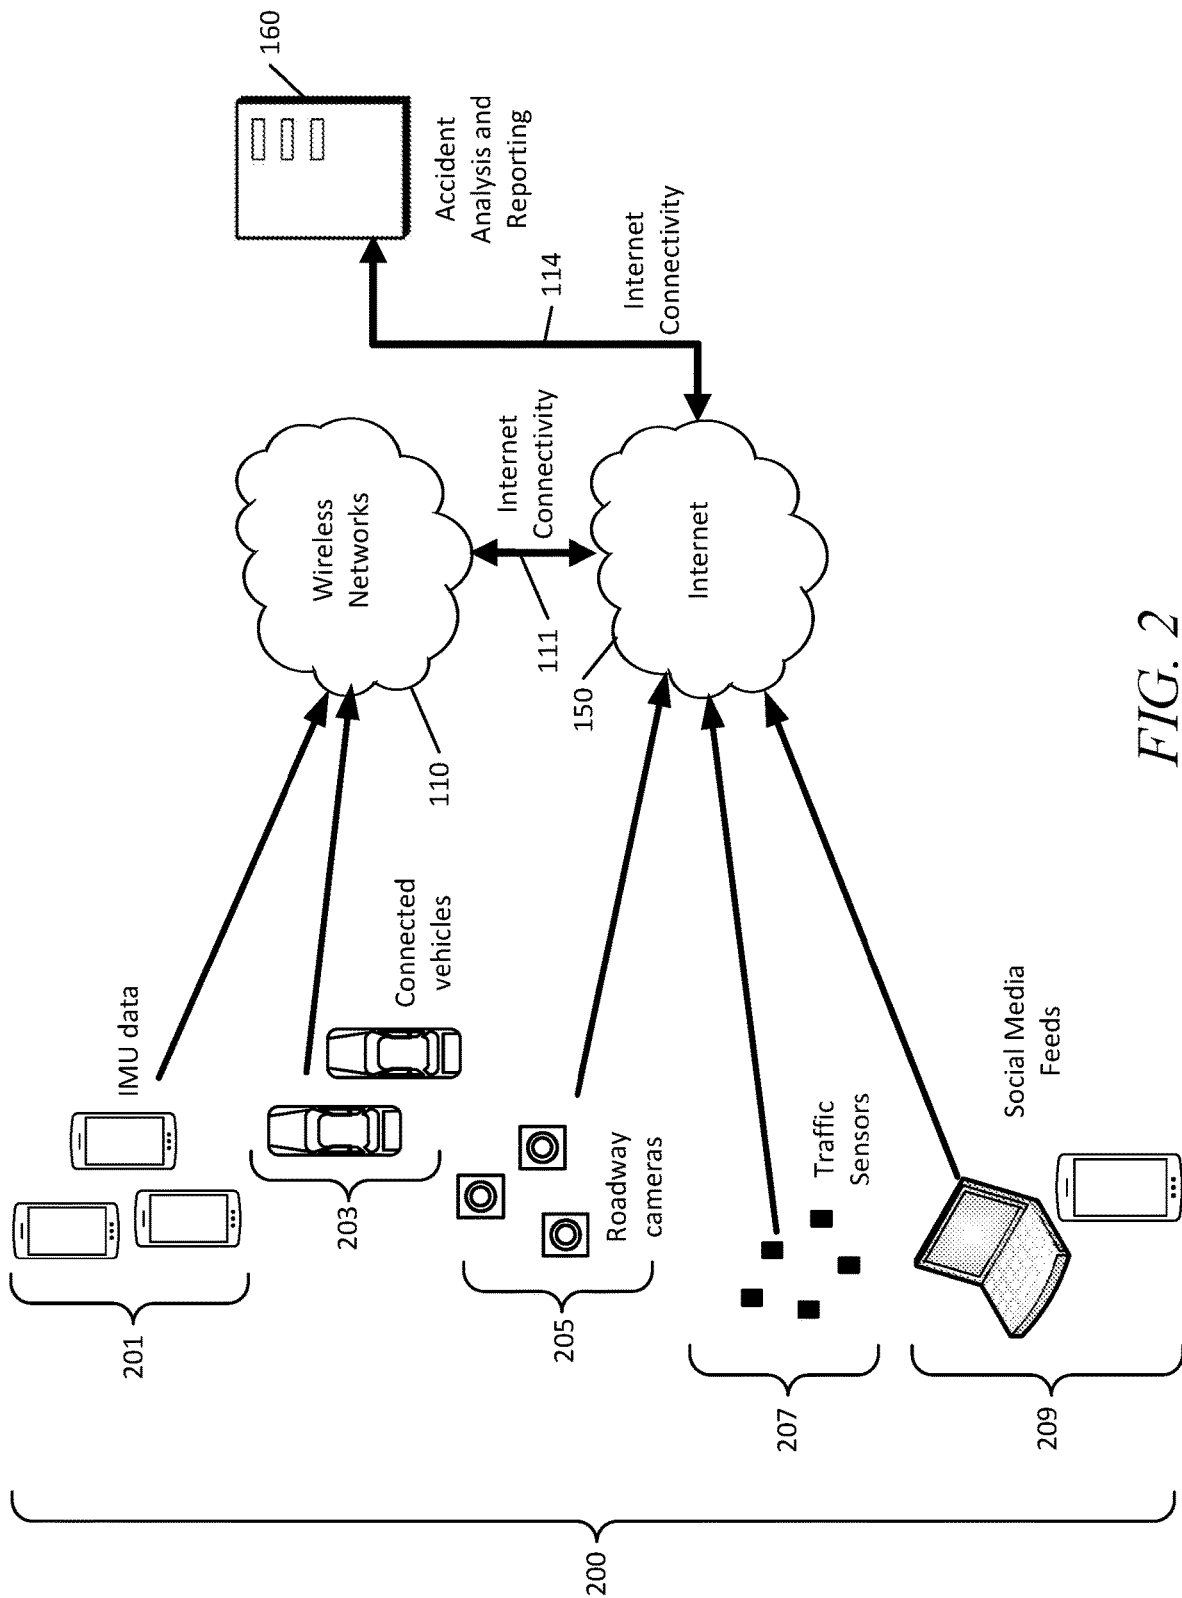 160
Accident
Analysis and
Reporting
114
Internet
Connectivity
Wireless
Networks
110
Internet
Connectivity
111
Internet
150
IMU data
201
Connected
vehicles
203
Roadway
cameras
205
Traffic
Sensors
207
Social Media
Feeds
209
200
FIG. 2